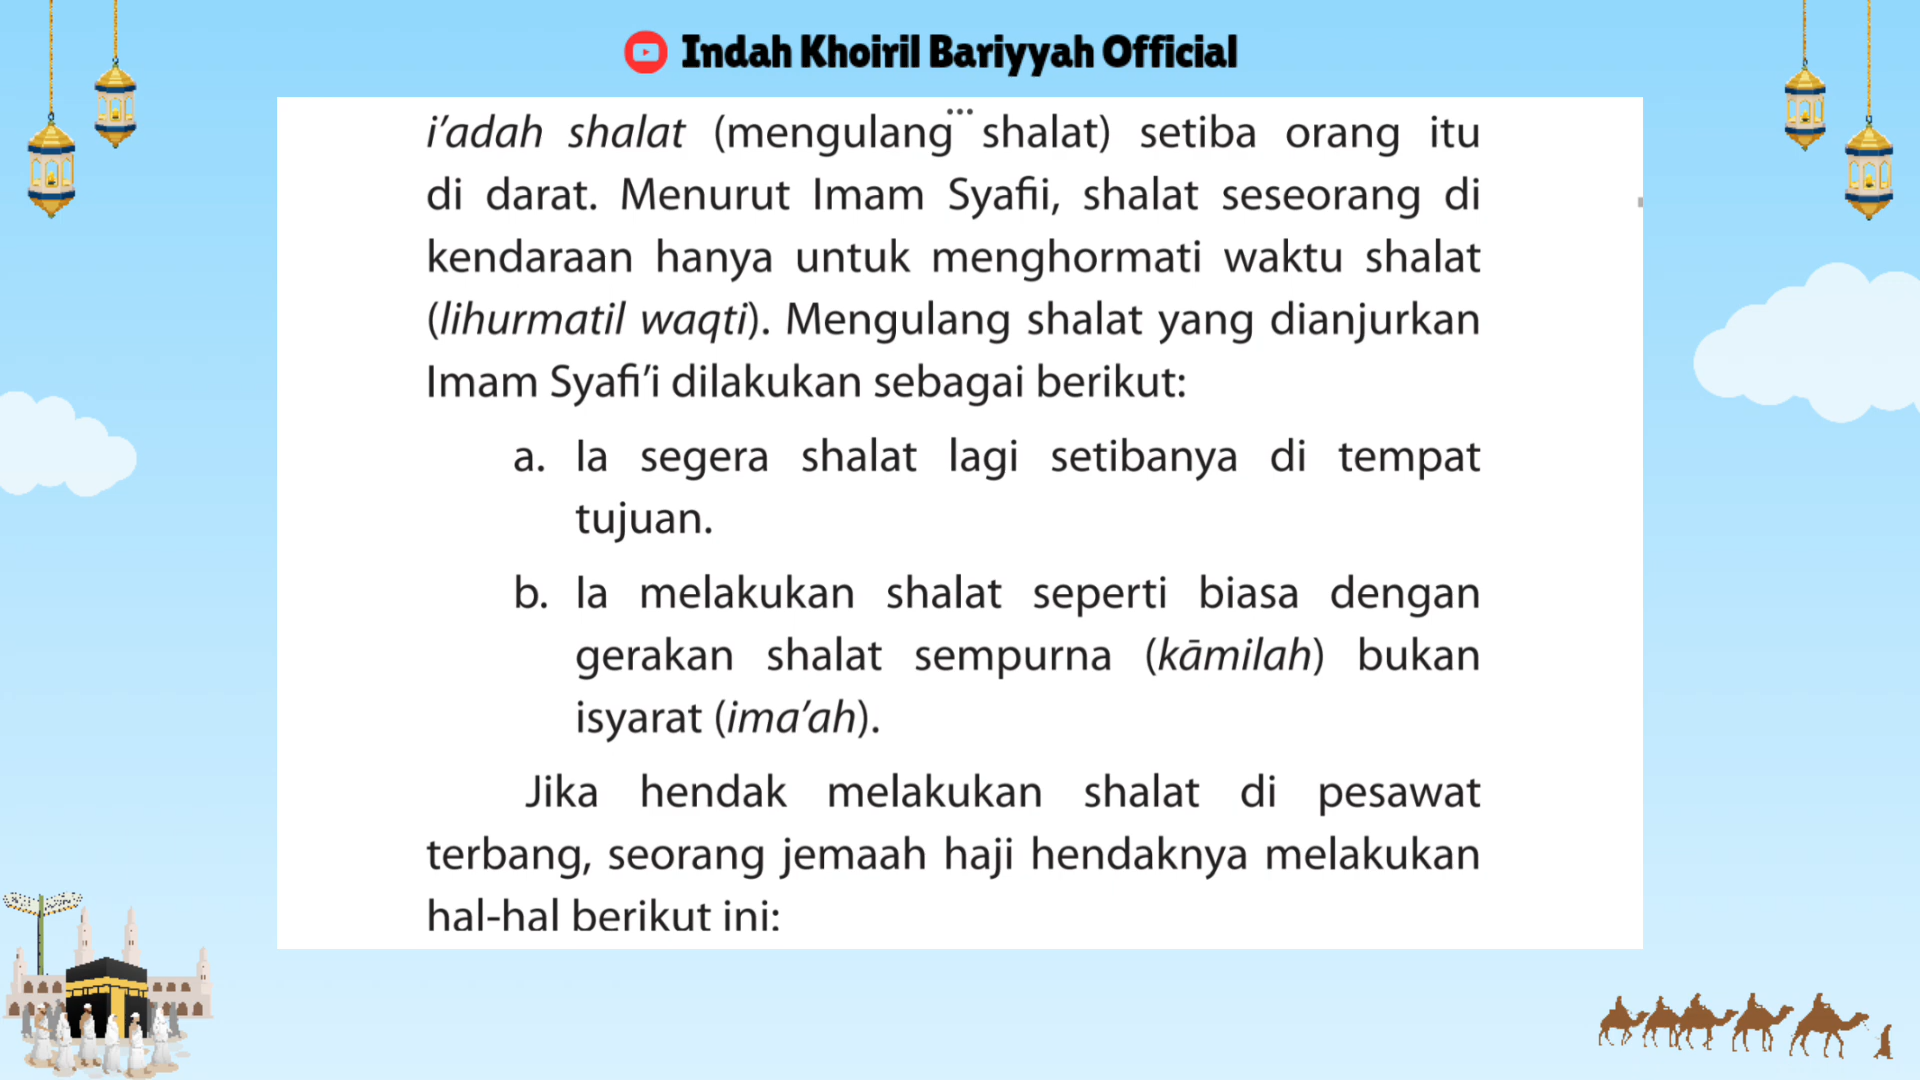 Indah Khoiril Bariyyah Official
i’adah shalat (mengulang shalat) setiba orang itu
di darat. Menurut Imam Syafii, shalat seseorang di
kendaraan hanya untuk menghormati waktu shalat
(lihurmatil waqti). Mengulang shalat yang dianjurkan
Imam Syafi’i dilakukan sebagai berikut:
a. Ia segera shalat lagi setibanya di tempat
tujuan.
b. Ia melakukan shalat seperti biasa dengan
gerakan shalat sempurna (kāmilah) bukan
isyarat (ima’ah).
Jika hendak melakukan shalat di pesawat
terbang, seorang jemaah haji hendaknya melakukan
hal-hal berikut ini: